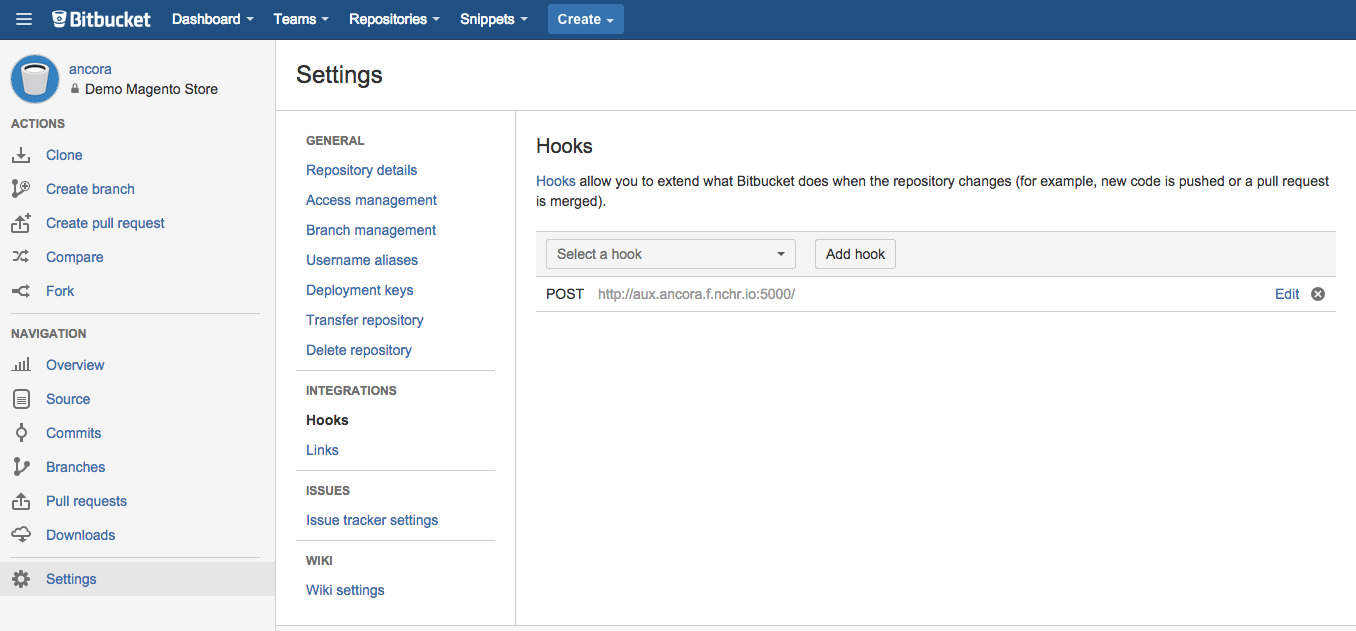 Bitbucket Dashboard Teams Repositories Snippets Create
ancora
Demo Magento Store
ACTIONS
Clone
Create branch
Create pull request
Compare
Fork
NAVIGATION
Overview
Source
Commits
Branches
Pull requests
Downloads
Settings
Settings
GENERAL
Repository details
Access management
Branch management
Username aliases
Deployment keys
Transfer repository
Delete repository
INTEGRATIONS
Hooks
Links
ISSUES
Issue tracker settings
WIKI
Wiki settings
Hooks
Hooks allow you to extend what Bitbucket does when the repository changes (for example, new code is pushed or a pull request
is merged).
Select a hook Add hook
POST http://aux.ancora.f.nchr.io:5000/ Edit